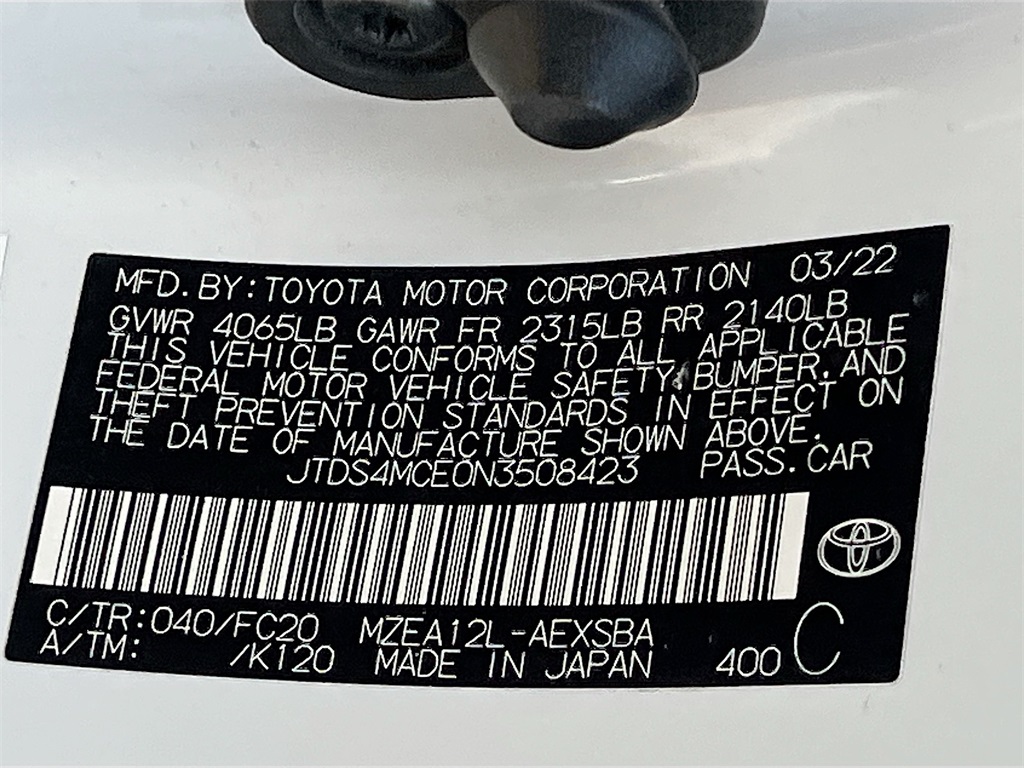 MFD.BY:TOYOTA MOTOR CORPORATION 03/22
GVWR 4065LB GAWR FR 2315LB RR 2140LB
THIS VEHICLE CONFORMS TO ALL APPLICABLE
FEDERAL MOTOR VEHICLE SAFETY,BUMPER,AND
THEFT PREVENTION STANDARDS IN EFFECT ON
THE DATE OF MANUFACTURE SHOWN ABOVE.
JTDS4MCE0N3508423 PASS.CAR
C/TR:040/FC20 MZEA12L-AEXSBA
A/TM: /K120 MADE IN JAPAN 400 C